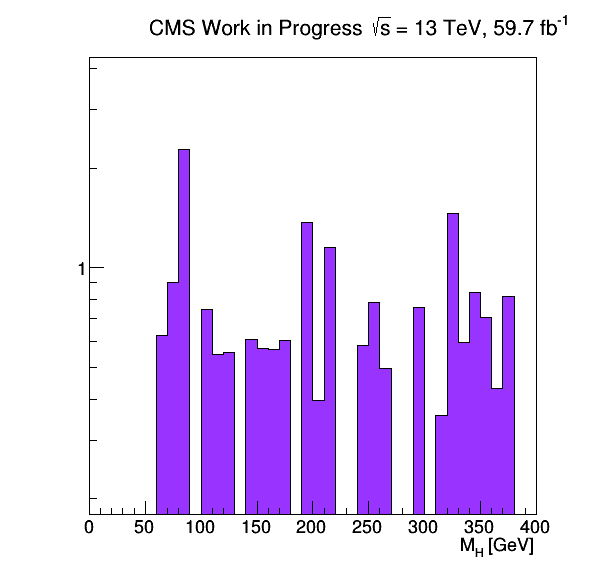 CMS Work in Progress √s = 13 TeV, 59.7 fb⁻¹
1
0 50 100 150 200 250 300 350 400
M_H [GeV]